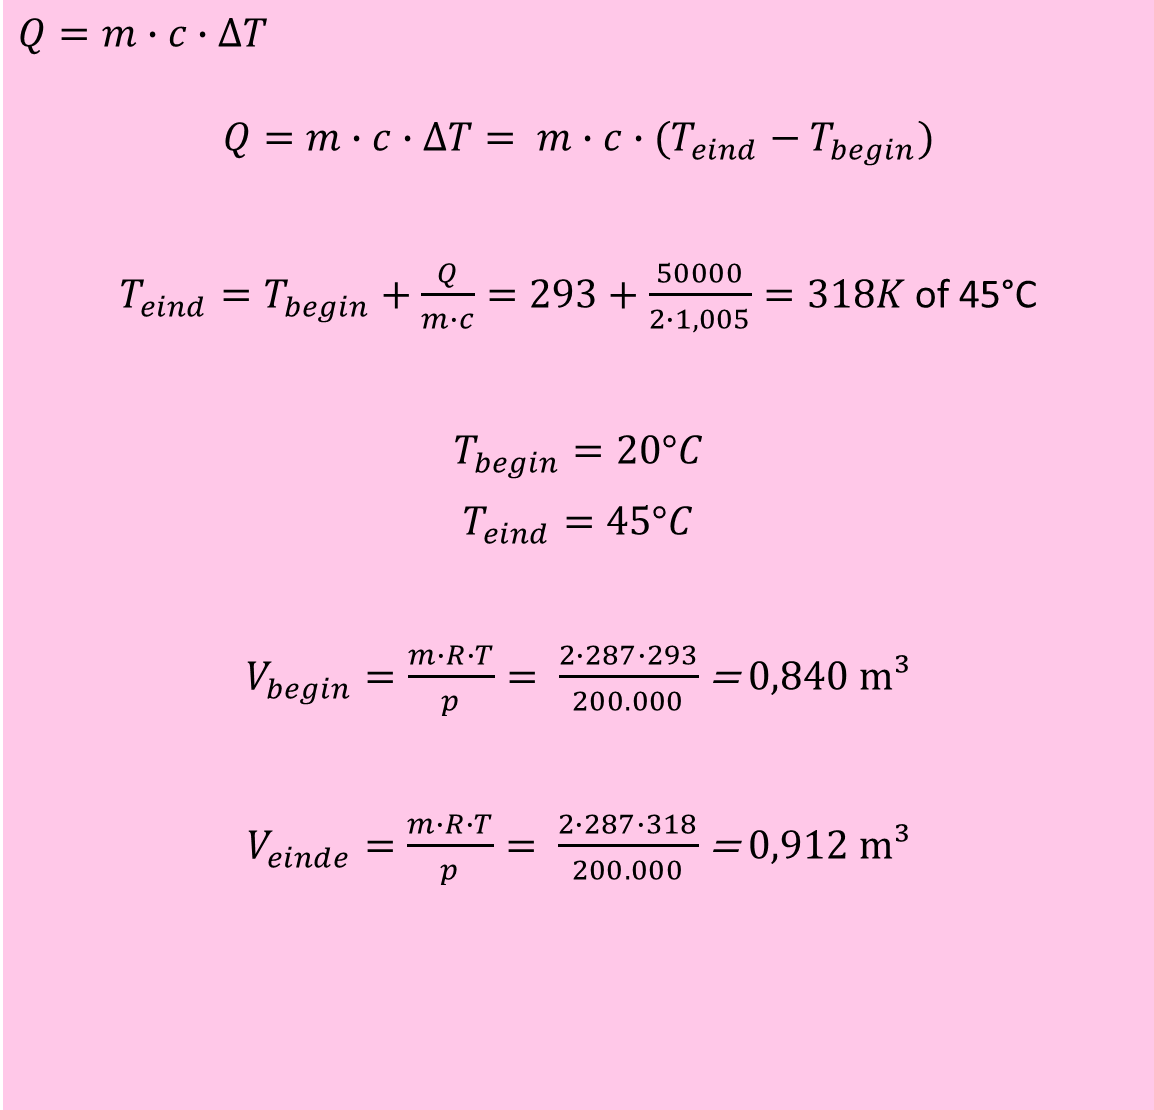 Q = m · c · ΔT
Q = m · c · ΔT = m · c · (T_eind − T_begin)
T_eind = T_begin + Q/(m·c) = 293 + 50000/(2·1,005) = 318K of 45°C
T_begin = 20°C
T_eind = 45°C
V_begin = (m·R·T)/p = (2·287·293)/200.000 = 0,840 m³
V_einde = (m·R·T)/p = (2·287·318)/200.000 = 0,912 m³